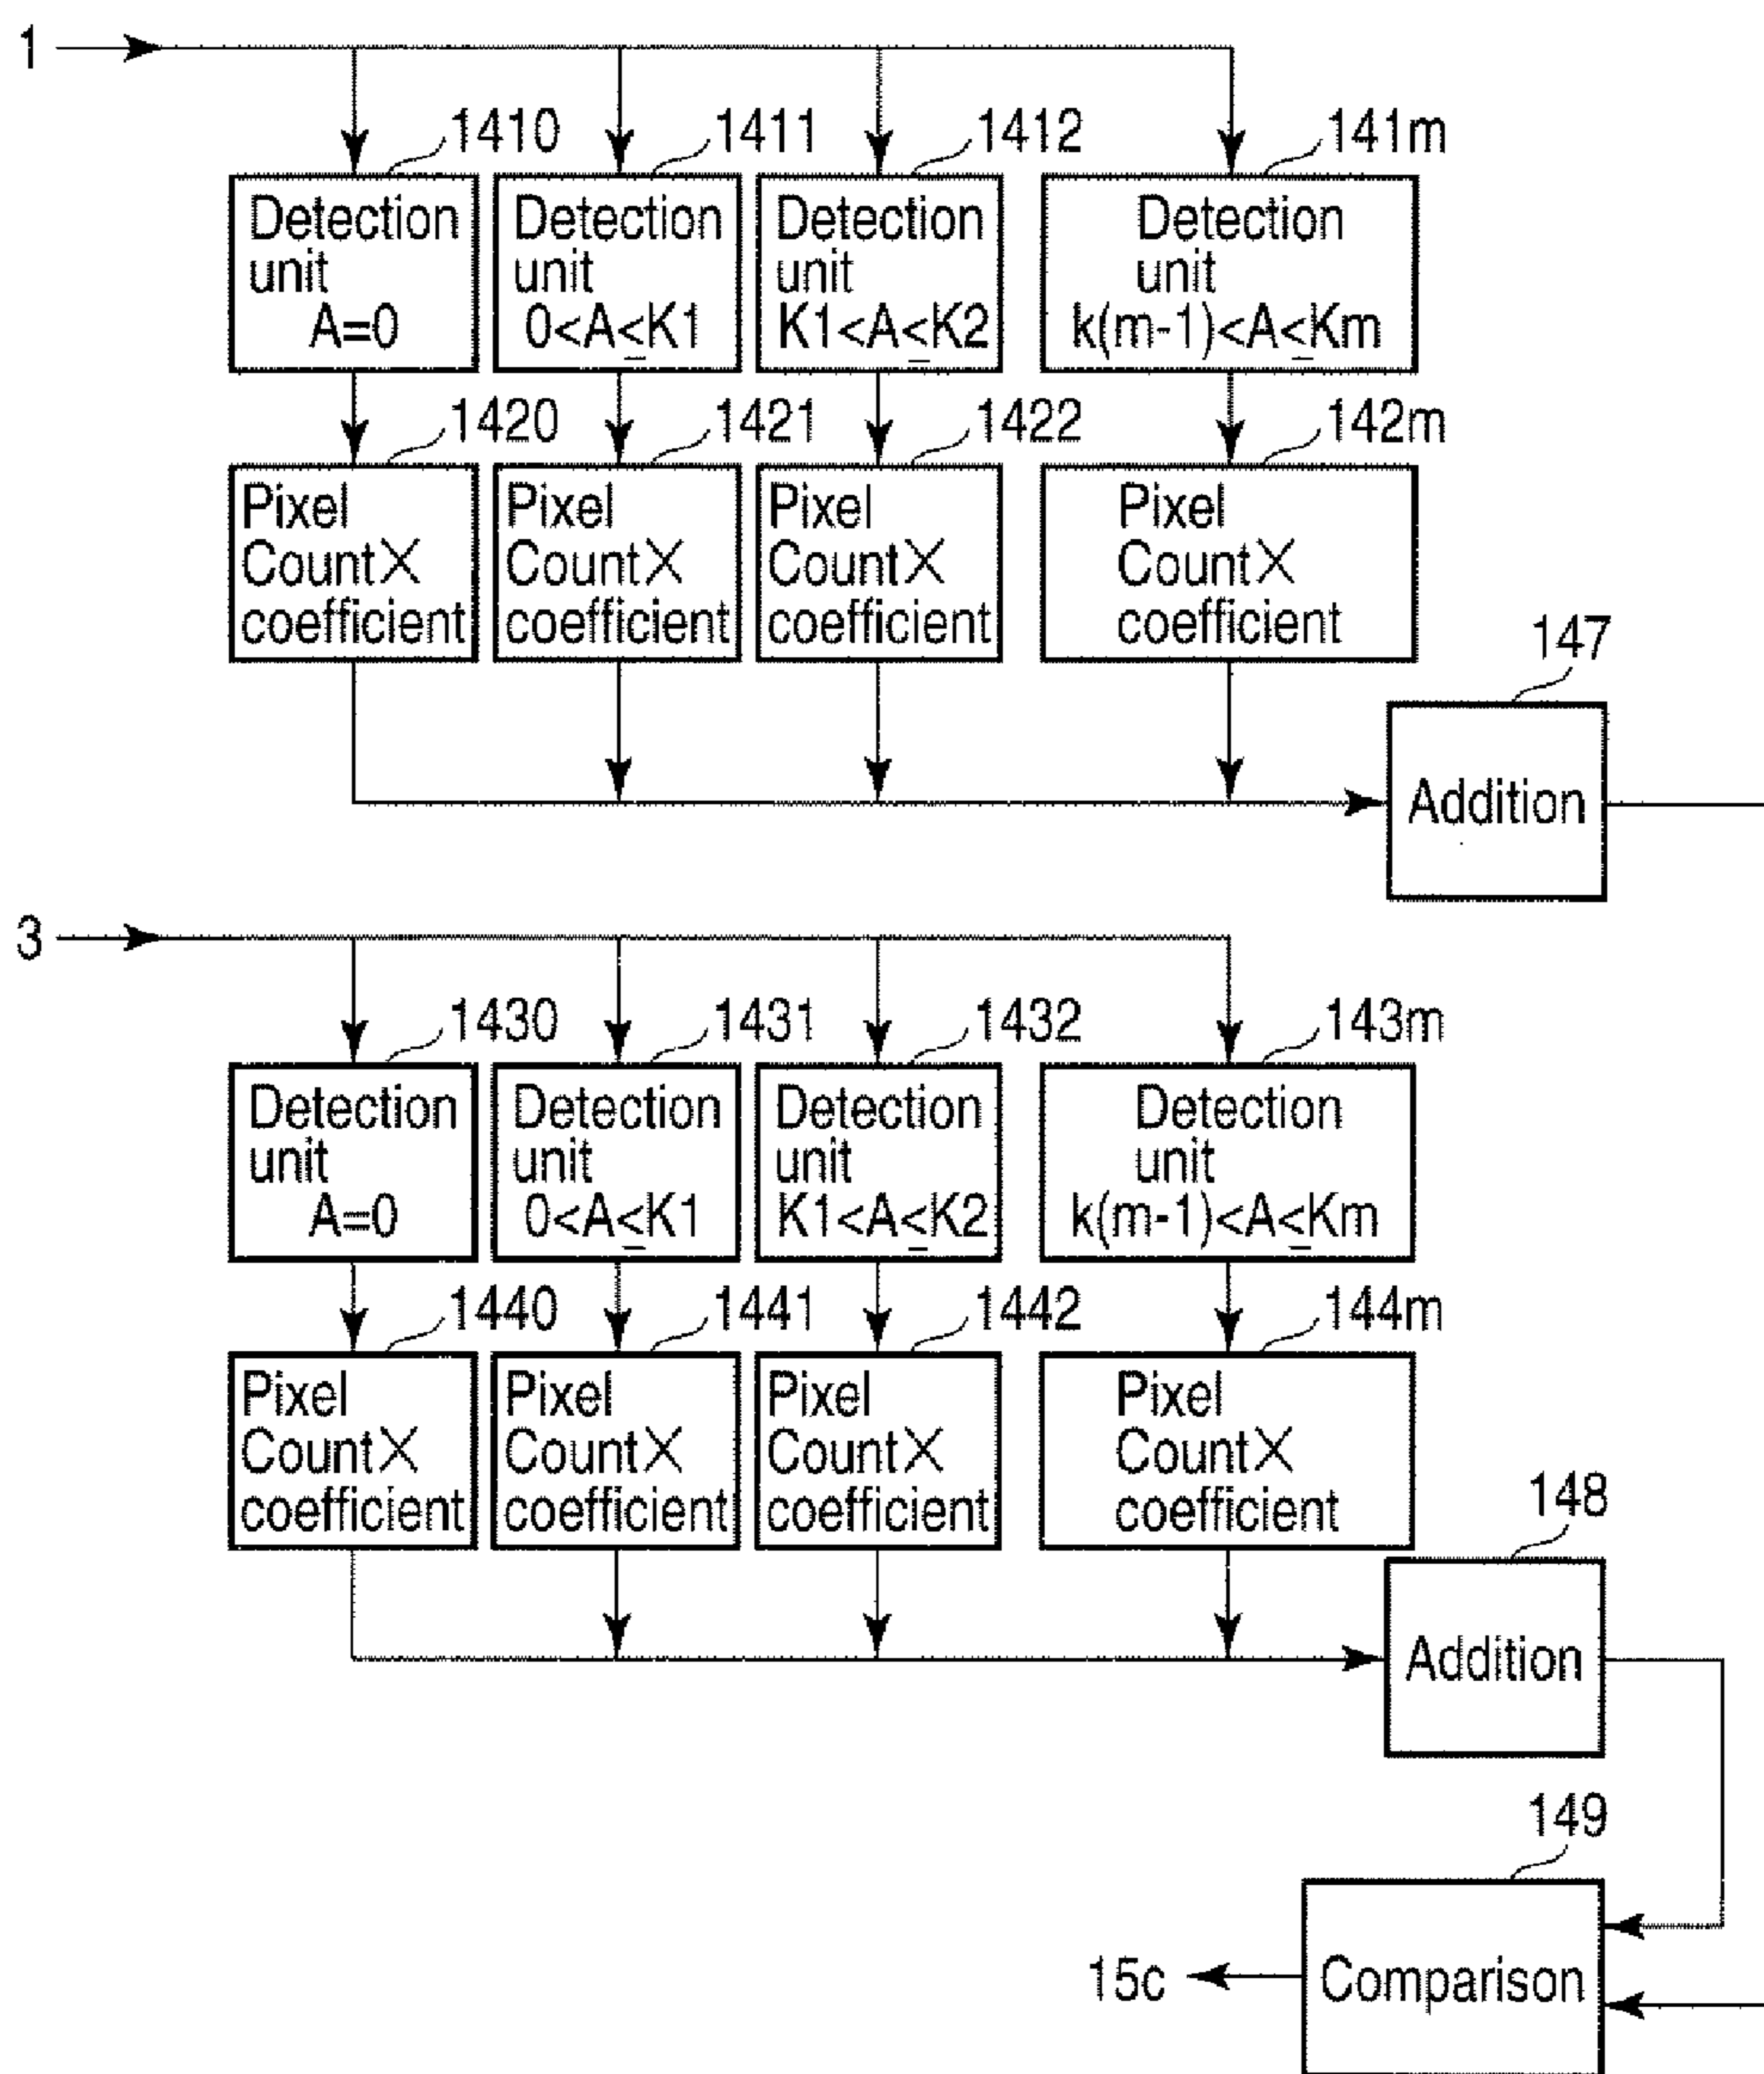 1
1410
1411
1412
141m
Detection
unit
A=0
Detection
unit
0<A≤K1
Detection
unit
K1<A≤K2
Detection
unit
k(m-1)<A≤Km
1420
1421
1422
142m
Pixel
Count×
coefficient
Pixel
Count×
coefficient
Pixel
Count×
coefficient
Pixel
Count×
coefficient
147
Addition
3
1430
1431
1432
143m
Detection
unit
A=0
Detection
unit
0<A≤K1
Detection
unit
K1<A≤K2
Detection
unit
k(m-1)<A≤Km
1440
1441
1442
144m
Pixel
Count×
coefficient
Pixel
Count×
coefficient
Pixel
Count×
coefficient
Pixel
Count×
coefficient
148
Addition
149
15c
Comparison